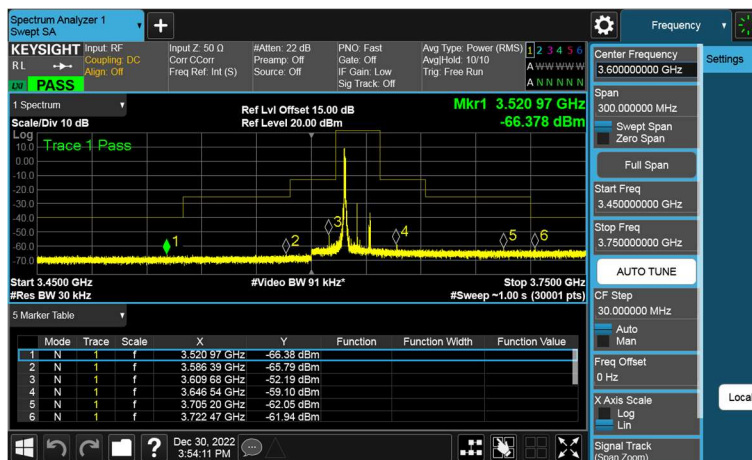 Spectrum Analyzer 1
Swept SA
+
Frequency
KEYSIGHT
RL
LXI PASS
Input: RF
Coupling: DC
Align: Off
Input Z: 50 Ω
Corr CCorr
Freq Ref: Int (S)
#Atten: 22 dB
Preamp: Off
Source: Off
PNO: Fast
Gate: Off
IF Gain: Low
Sig Track: Off
Avg Type: Power (RMS)
Avg|Hold: 10/10
Trig: Free Run
1 2 3 4 5 6
A W W W W W
A N N N N N
1 Spectrum
Scale/Div 10 dB
Ref Lvl Offset 15.00 dB
Ref Level 20.00 dBm
Mkr1 3.520 97 GHz
-66.378 dBm
Log
Trace 1 Pass
10.0
0.00
-10.0
-20.0
-30.0
-40.0
-50.0
-60.0
-70.0
1
2
3
4
5
6
Start 3.4500 GHz
#Res BW 30 kHz
#Video BW 91 kHz*
Stop 3.7500 GHz
#Sweep ~1.00 s (30001 pts)
5 Marker Table
Mode Trace Scale X Y Function Function Width Function Value
1 N 1 f 3.520 97 GHz -66.38 dBm
2 N 1 f 3.586 39 GHz -65.79 dBm
3 N 1 f 3.609 68 GHz -52.19 dBm
4 N 1 f 3.646 54 GHz -59.10 dBm
5 N 1 f 3.705 20 GHz -62.05 dBm
6 N 1 f 3.722 47 GHz -61.94 dBm
?
Dec 30, 2022
3:54:11 PM
Center Frequency
3.600000000 GHz
Settings
Span
300.000000 MHz
Swept Span
Zero Span
Full Span
Start Freq
3.450000000 GHz
Stop Freq
3.750000000 GHz
AUTO TUNE
CF Step
30.000000 MHz
Auto
Man
Freq Offset
0 Hz
X Axis Scale
Log
Lin
Signal Track
(Span Zoom)
Local